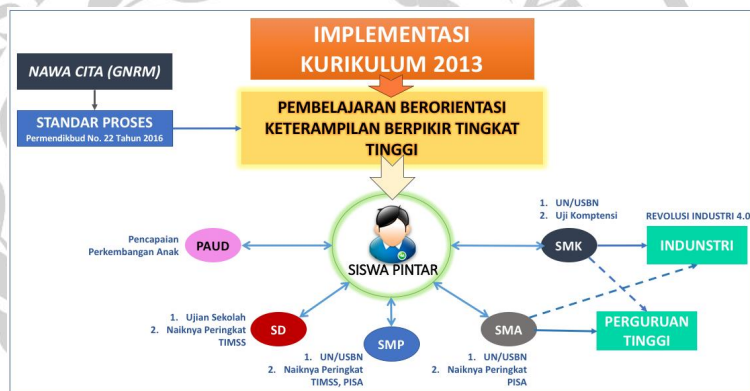 IMPLEMENTASI
KURIKULUM 2013
NAWA CITA (GNRM)
STANDAR PROSES
Permendikbud No. 22 Tahun 2016
PEMBELAJARAN BERORIENTASI
KETERAMPILAN BERPIKIR TINGKAT
TINGGI
SISWA PINTAR
Pencapaian
Perkembangan Anak
PAUD
1. UN/USBN
2. Uji Komptensi
SMK
REVOLUSI INDUSTRI 4.0
INDUNSTRI
1. Ujian Sekolah
2. Naiknya Peringkat
TIMSS
SD
SMP
1. UN/USBN
2. Naiknya Peringkat
TIMSS, PISA
SMA
1. UN/USBN
2. Naiknya Peringkat
PISA
PERGURUAN
TINGGI